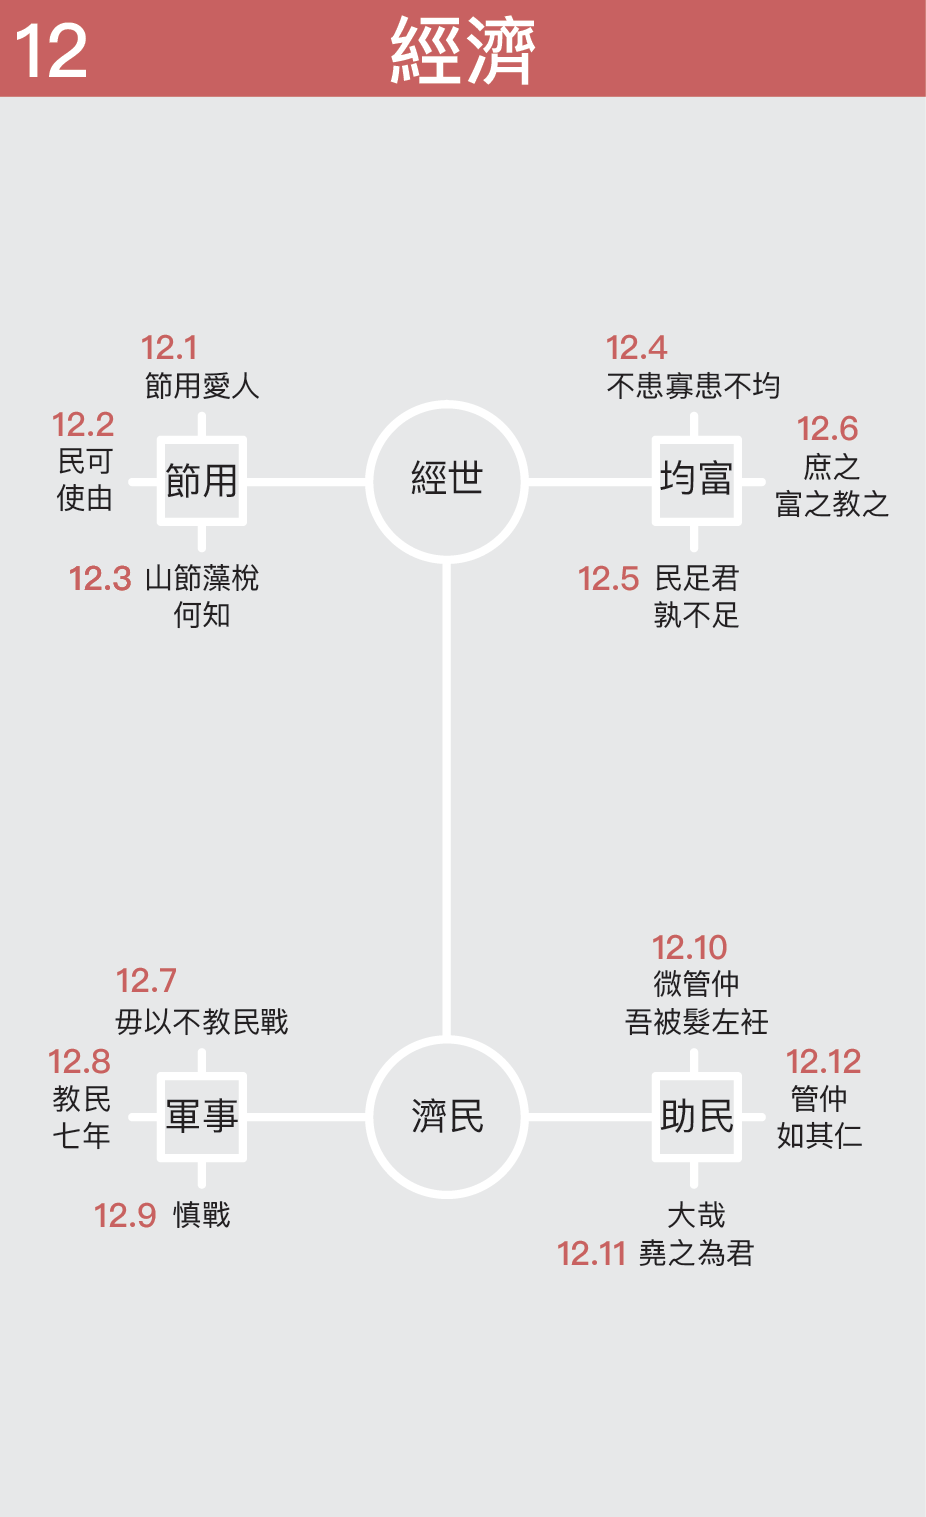 12 經濟
12.1
節用愛人
12.2
民可
使由
節用
12.3 山節藻梲
何知
經世
12.4
不患寡患不均
12.6
庶之
富之教之
均富
12.5 民足君
孰不足
12.7
毋以不教民戰
12.8
教民
七年
軍事
12.9 慎戰
濟民
12.10
微管仲
吾被髮左衽
12.12
管仲
如其仁
助民
大哉
12.11 堯之為君